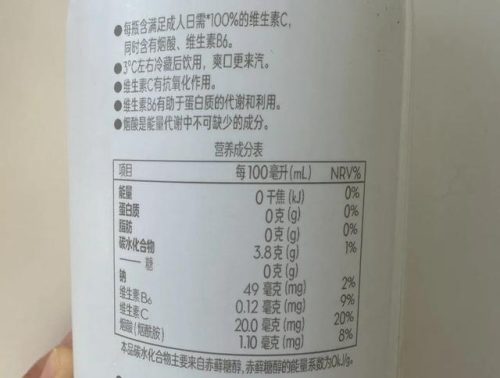 ●每瓶含满足成人日需*100%的维生素C,
同时含有烟酸、维生素B6。
●3°C左右冷藏后饮用，爽口更来汽。
●维生素C有抗氧化作用。
●维生素B6有助于蛋白质的代谢和利用。
●烟酸是能量代谢中不可缺少的成分。
营养成分表
项目 每100毫升(mL) NRV%
能量 0千焦(kJ) 0%
蛋白质 0克(g) 0%
脂肪 0克(g) 0%
碳水化合物 3.8克(g) 1%
——糖 0克(g)
钠 49毫克(mg) 2%
维生素B6 0.12毫克(mg) 9%
维生素C 20.0毫克(mg) 20%
烟酸(烟酰胺) 1.10毫克(mg) 8%
本品碳水化合物主要来自赤藓糖醇，赤藓糖醇的能量系数为0kJ/g。